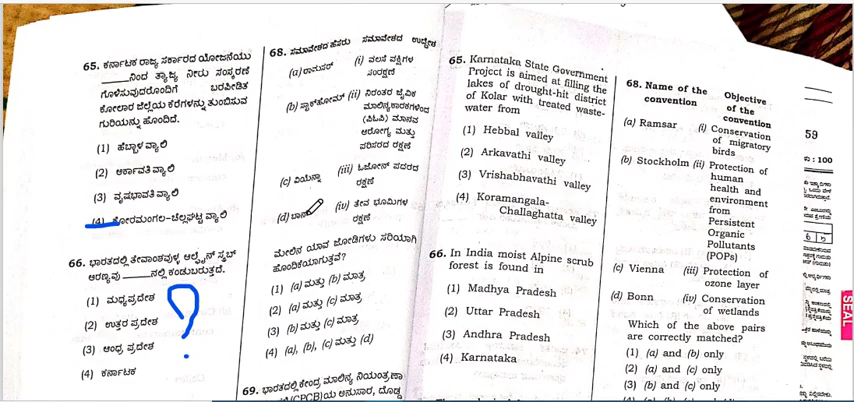 65. ಕರ್ನಾಟಕ ರಾಜ್ಯ ಸರ್ಕಾರದ ಯೋಜನೆಯು
_____ನಿಂದ ತ್ಯಾಜ್ಯ ನೀರು ಸಂಸ್ಕರಣೆ
ಗೊಳಿಸುವುದರೊಂದಿಗೆ ಬರಪೀಡಿತ
ಕೋಲಾರ ಜಿಲ್ಲೆಯ ಕೆರೆಗಳನ್ನು ತುಂಬಿಸುವ
ಗುರಿಯನ್ನು ಹೊಂದಿದೆ.
(1) ಹೆಬ್ಬಾಳ ವ್ಯಾಲಿ
(2) ಅರ್ಕಾವತಿ ವ್ಯಾಲಿ
(3) ವೃಷಭಾವತಿ ವ್ಯಾಲಿ
(4) ಕೋರಮಂಗಲ-ಚಲ್ಲಘಟ್ಟ ವ್ಯಾಲಿ
66. ಭಾರತದಲ್ಲಿ ತೇವಾಂಶವುಳ್ಳ ಆಲ್ಪೈನ್ ಸ್ಕ್ರಬ್
ಅರಣ್ಯವು _____ನಲ್ಲಿ ಕಂಡುಬರುತ್ತದೆ.
(1) ಮಧ್ಯಪ್ರದೇಶ
(2) ಉತ್ತರ ಪ್ರದೇಶ
(3) ಆಂಧ್ರ ಪ್ರದೇಶ
(4) ಕರ್ನಾಟಕ
?
68. ಸಮಾವೇಶದ ಹೆಸರು ಸಮಾವೇಶದ ಉದ್ದೇಶ
(a) ರಾಮ್ಸರ್ (i) ವಲಸೆ ಪಕ್ಷಿಗಳ
ಸಂರಕ್ಷಣೆ
(b) ಸ್ಟಾಕ್‌ಹೋಮ್ (ii) ನಿರಂತರ ಜೈವಿಕ
ಮಾಲಿನ್ಯಕಾರಕಗಳಿಂದ
(ಪಿಓಪಿ) ಮಾನವ
ಆರೋಗ್ಯ ಮತ್ತು
ಪರಿಸರದ ರಕ್ಷಣೆ
(c) ವಿಯೆನ್ನಾ (iii) ಓಜೋನ್ ಪದರದ
ರಕ್ಷಣೆ
(d) ಬಾನ್ (iv) ತೇವ ಭೂಮಿಗಳ
ರಕ್ಷಣೆ
ಮೇಲಿನ ಯಾವ ಜೋಡಿಗಳು ಸರಿಯಾಗಿ
ಹೊಂದಿಕೆಯಾಗುತ್ತವೆ?
(1) (a) ಮತ್ತು (b) ಮಾತ್ರ
(2) (a) ಮತ್ತು (c) ಮಾತ್ರ
(3) (b) ಮತ್ತು (c) ಮಾತ್ರ
(4) (a), (b), (c) ಮತ್ತು (d)
69. ಭಾರತದಲ್ಲಿ ಕೇಂದ್ರ ಮಾಲಿನ್ಯ ನಿಯಂತ್ರಣಾ
(CPCB)ಯ ಅನುಸಾರ, ದೊಡ್ಡ
65. Karnataka State Government
Project is aimed at filling the
lakes of drought-hit district
of Kolar with treated waste-
water from
(1) Hebbal valley
(2) Arkavathi valley
(3) Vrishabhavathi valley
(4) Koramangala-
Challaghatta valley
66. In India moist Alpine scrub
forest is found in
(1) Madhya Pradesh
(2) Uttar Pradesh
(3) Andhra Pradesh
(4) Karnataka
68. Name of the Objective
convention of the
convention
(a) Ramsar (i) Conservation
of migratory
birds
(b) Stockholm (ii) Protection of
human
health and
environment
from
Persistent
Organic
Pollutants
(POPs)
(c) Vienna (iii) Protection of
ozone layer
(d) Bonn (iv) Conservation
of wetlands
Which of the above pairs
are correctly matched?
(1) (a) and (b) only
(2) (a) and (c) only
(3) (b) and (c) only
59
: 100
SEAL